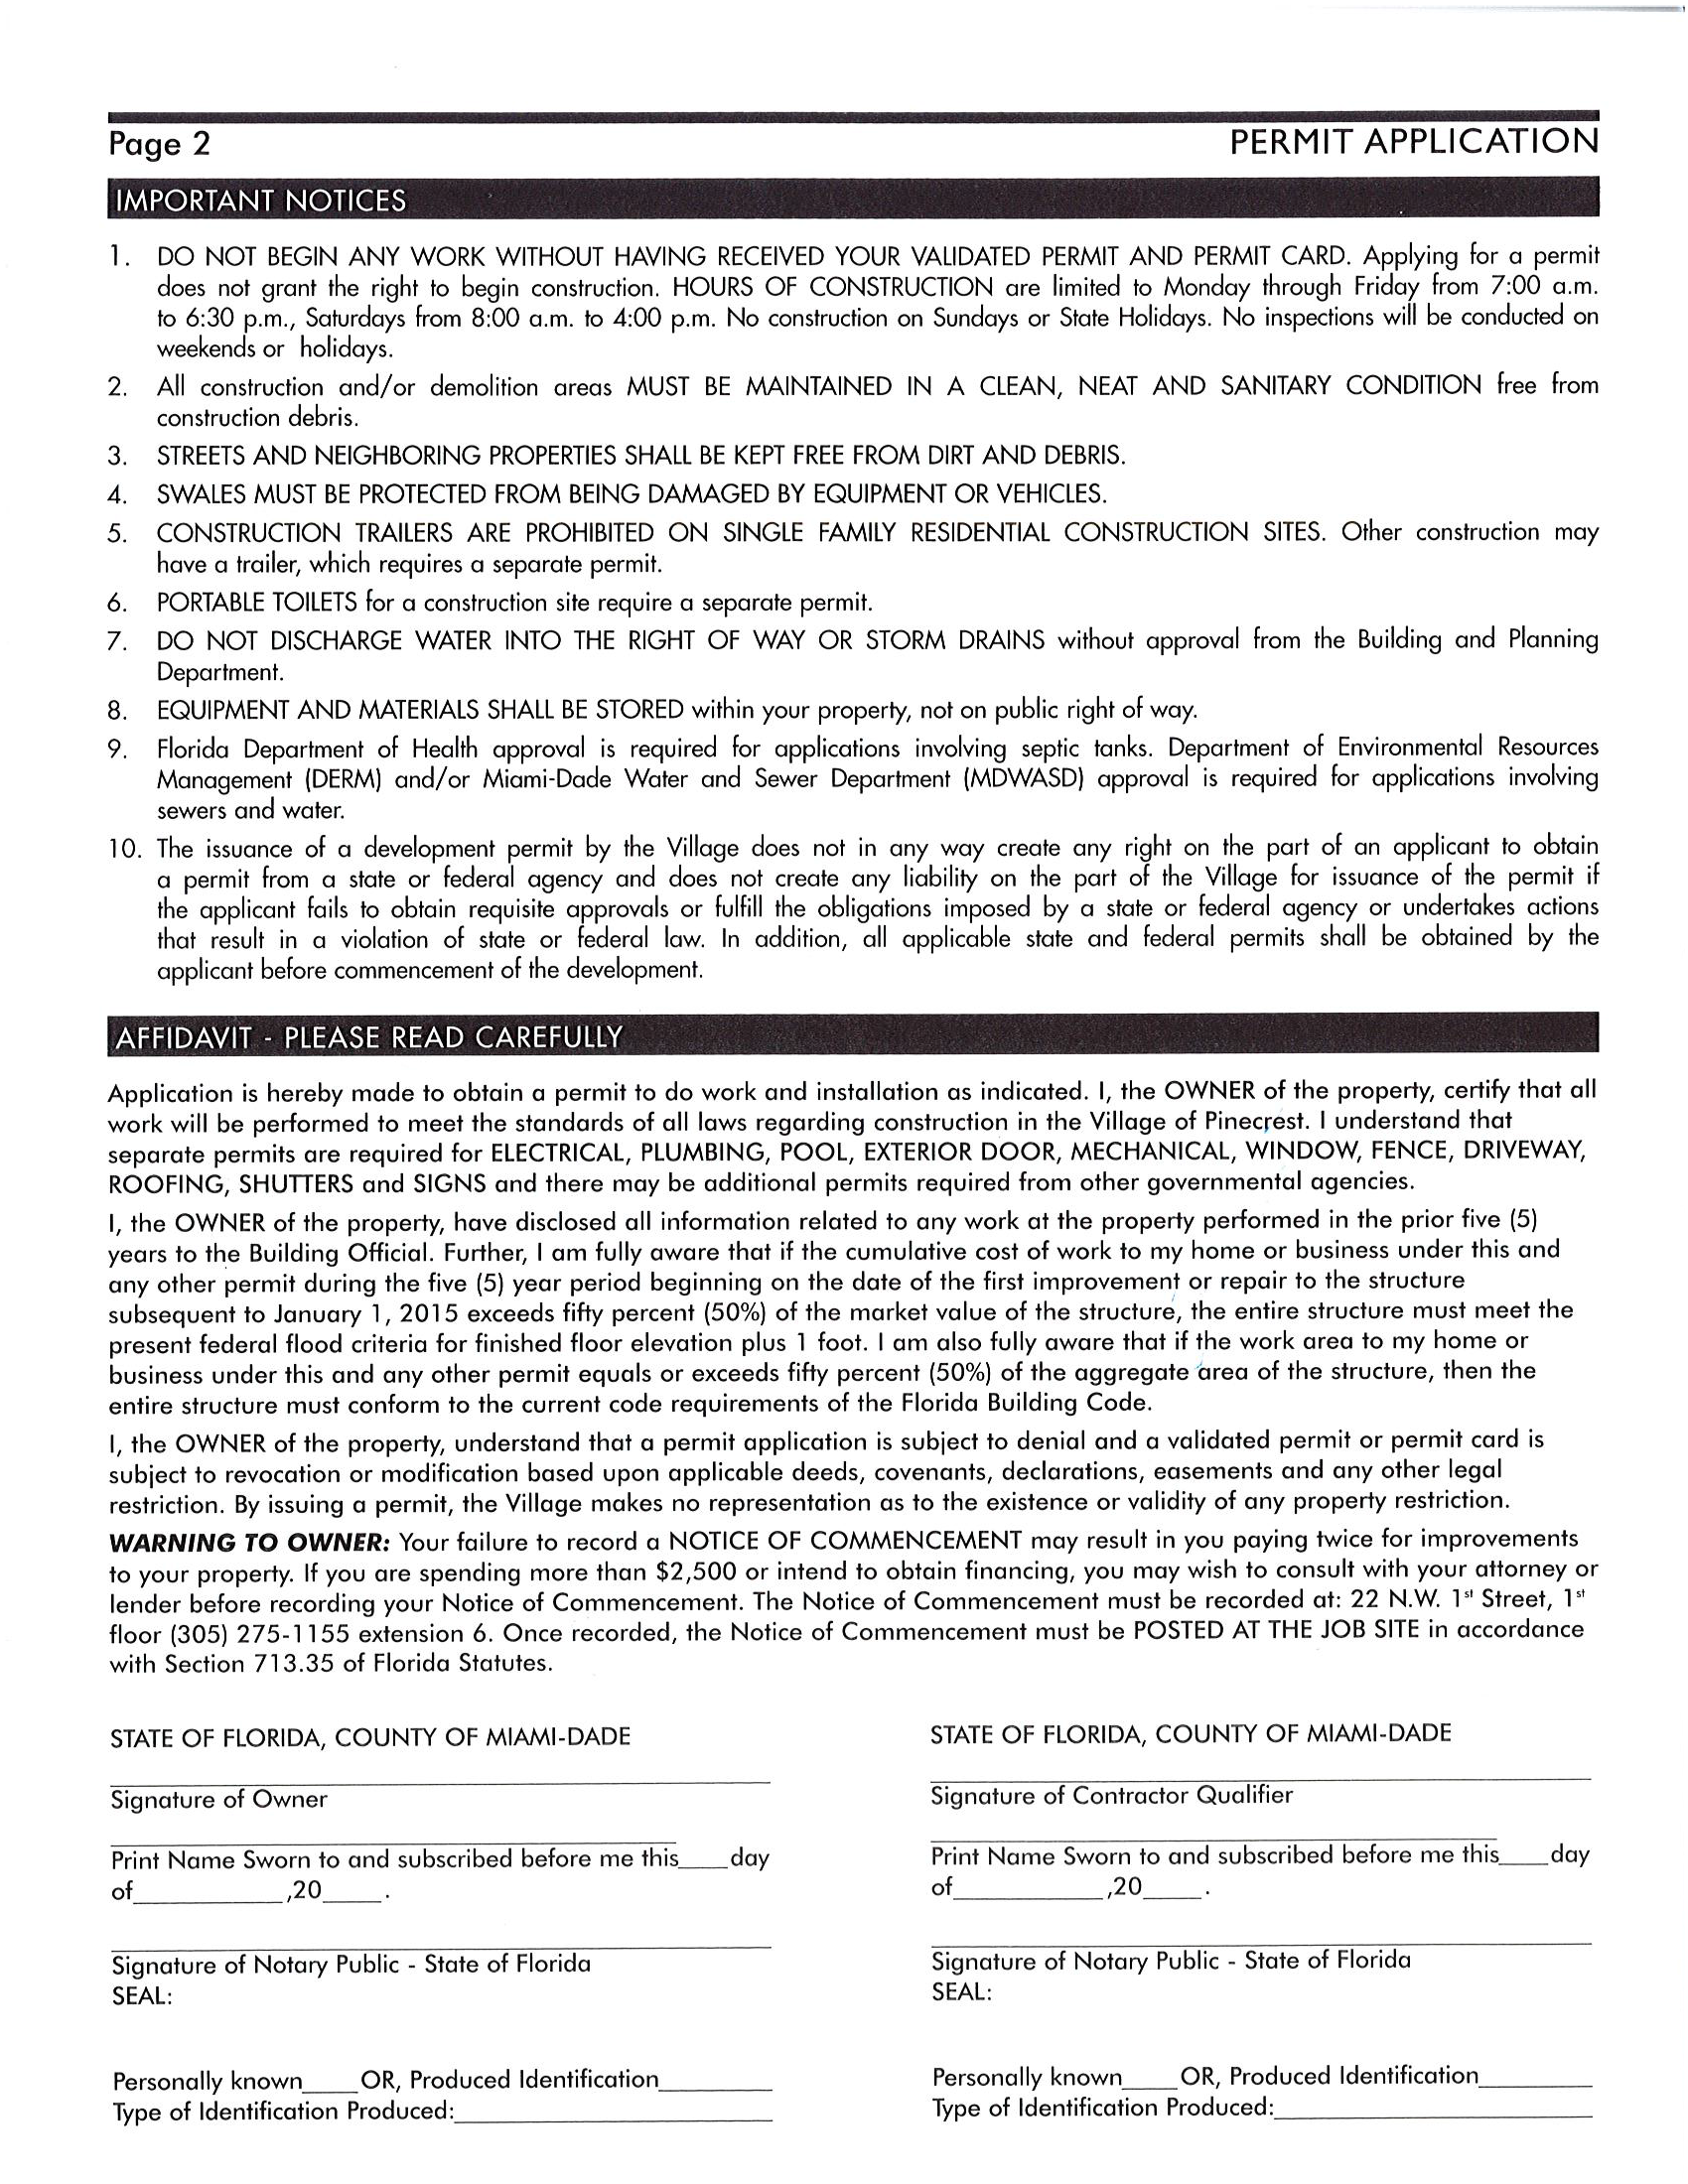 Page 2
PERMIT APPLICATION
IMPORTANT NOTICES
1. DO NOT BEGIN ANY WORK WITHOUT HAVING RECEIVED YOUR VALIDATED PERMIT AND PERMIT CARD. Applying for a permit
does not grant the right to begin construction. HOURS OF CONSTRUCTION are limited to Monday through Friday from 7:00 a.m.
to 6:30 p.m., Saturdays from 8:00 a.m. to 4:00 p.m. No construction on Sundays or State Holidays. No inspections will be conducted on
weekends or holidays.
2. All construction and/or demolition areas MUST BE MAINTAINED IN A CLEAN, NEAT AND SANITARY CONDITION free from
construction debris.
3. STREETS AND NEIGHBORING PROPERTIES SHALL BE KEPT FREE FROM DIRT AND DEBRIS.
4. SWALES MUST BE PROTECTED FROM BEING DAMAGED BY EQUIPMENT OR VEHICLES.
5. CONSTRUCTION TRAILERS ARE PROHIBITED ON SINGLE FAMILY RESIDENTIAL CONSTRUCTION SITES. Other construction may
have a trailer, which requires a separate permit.
6. PORTABLE TOILETS for a construction site require a separate permit.
7. DO NOT DISCHARGE WATER INTO THE RIGHT OF WAY OR STORM DRAINS without approval from the Building and Planning
Department.
8. EQUIPMENT AND MATERIALS SHALL BE STORED within your property, not on public right of way.
9. Florida Department of Health approval is required for applications involving septic tanks. Department of Environmental Resources
Management (DERM) and/or Miami-Dade Water and Sewer Department (MDWASD) approval is required for applications involving
sewers and water.
10. The issuance of a development permit by the Village does not in any way create any right on the part of an applicant to obtain
a permit from a state or federal agency and does not create any liability on the part of the Village for issuance of the permit if
the applicant fails to obtain requisite approvals or fulfill the obligations imposed by a state or federal agency or undertakes actions
that result in a violation of state or federal law. In addition, all applicable state and federal permits shall be obtained by the
applicant before commencement of the development.
AFFIDAVIT - PLEASE READ CAREFULLY
Application is hereby made to obtain a permit to do work and installation as indicated. I, the OWNER of the property, certify that all
work will be performed to meet the standards of all laws regarding construction in the Village of Pinecrest. I understand that
separate permits are required for ELECTRICAL, PLUMBING, POOL, EXTERIOR DOOR, MECHANICAL, WINDOW, FENCE, DRIVEWAY,
ROOFING, SHUTTERS and SIGNS and there may be additional permits required from other governmental agencies.
I, the OWNER of the property, have disclosed all information related to any work at the property performed in the prior five (5)
years to the Building Official. Further, I am fully aware that if the cumulative cost of work to my home or business under this and
any other permit during the five (5) year period beginning on the date of the first improvement or repair to the structure
subsequent to January 1, 2015 exceeds fifty percent (50%) of the market value of the structure, the entire structure must meet the
present federal flood criteria for finished floor elevation plus 1 foot. I am also fully aware that if the work area to my home or
business under this and any other permit equals or exceeds fifty percent (50%) of the aggregate area of the structure, then the
entire structure must conform to the current code requirements of the Florida Building Code.
I, the OWNER of the property, understand that a permit application is subject to denial and a validated permit or permit card is
subject to revocation or modification based upon applicable deeds, covenants, declarations, easements and any other legal
restriction. By issuing a permit, the Village makes no representation as to the existence or validity of any property restriction.
WARNING TO OWNER: Your failure to record a NOTICE OF COMMENCEMENT may result in you paying twice for improvements
to your property. If you are spending more than $2,500 or intend to obtain financing, you may wish to consult with your attorney or
lender before recording your Notice of Commencement. The Notice of Commencement must be recorded at: 22 N.W. 1st Street, 1st
floor (305) 275-1155 extension 6. Once recorded, the Notice of Commencement must be POSTED AT THE JOB SITE in accordance
with Section 713.35 of Florida Statutes.
STATE OF FLORIDA, COUNTY OF MIAMI-DADE
Signature of Owner
Print Name Sworn to and subscribed before me this____day
of____________,20_____.
Signature of Notary Public - State of Florida
SEAL:
Personally known____OR, Produced Identification_________
Type of Identification Produced:_________________________
STATE OF FLORIDA, COUNTY OF MIAMI-DADE
Signature of Contractor Qualifier
Print Name Sworn to and subscribed before me this____day
of____________,20_____.
Signature of Notary Public - State of Florida
SEAL:
Personally known____OR, Produced Identification_________
Type of Identification Produced:_________________________